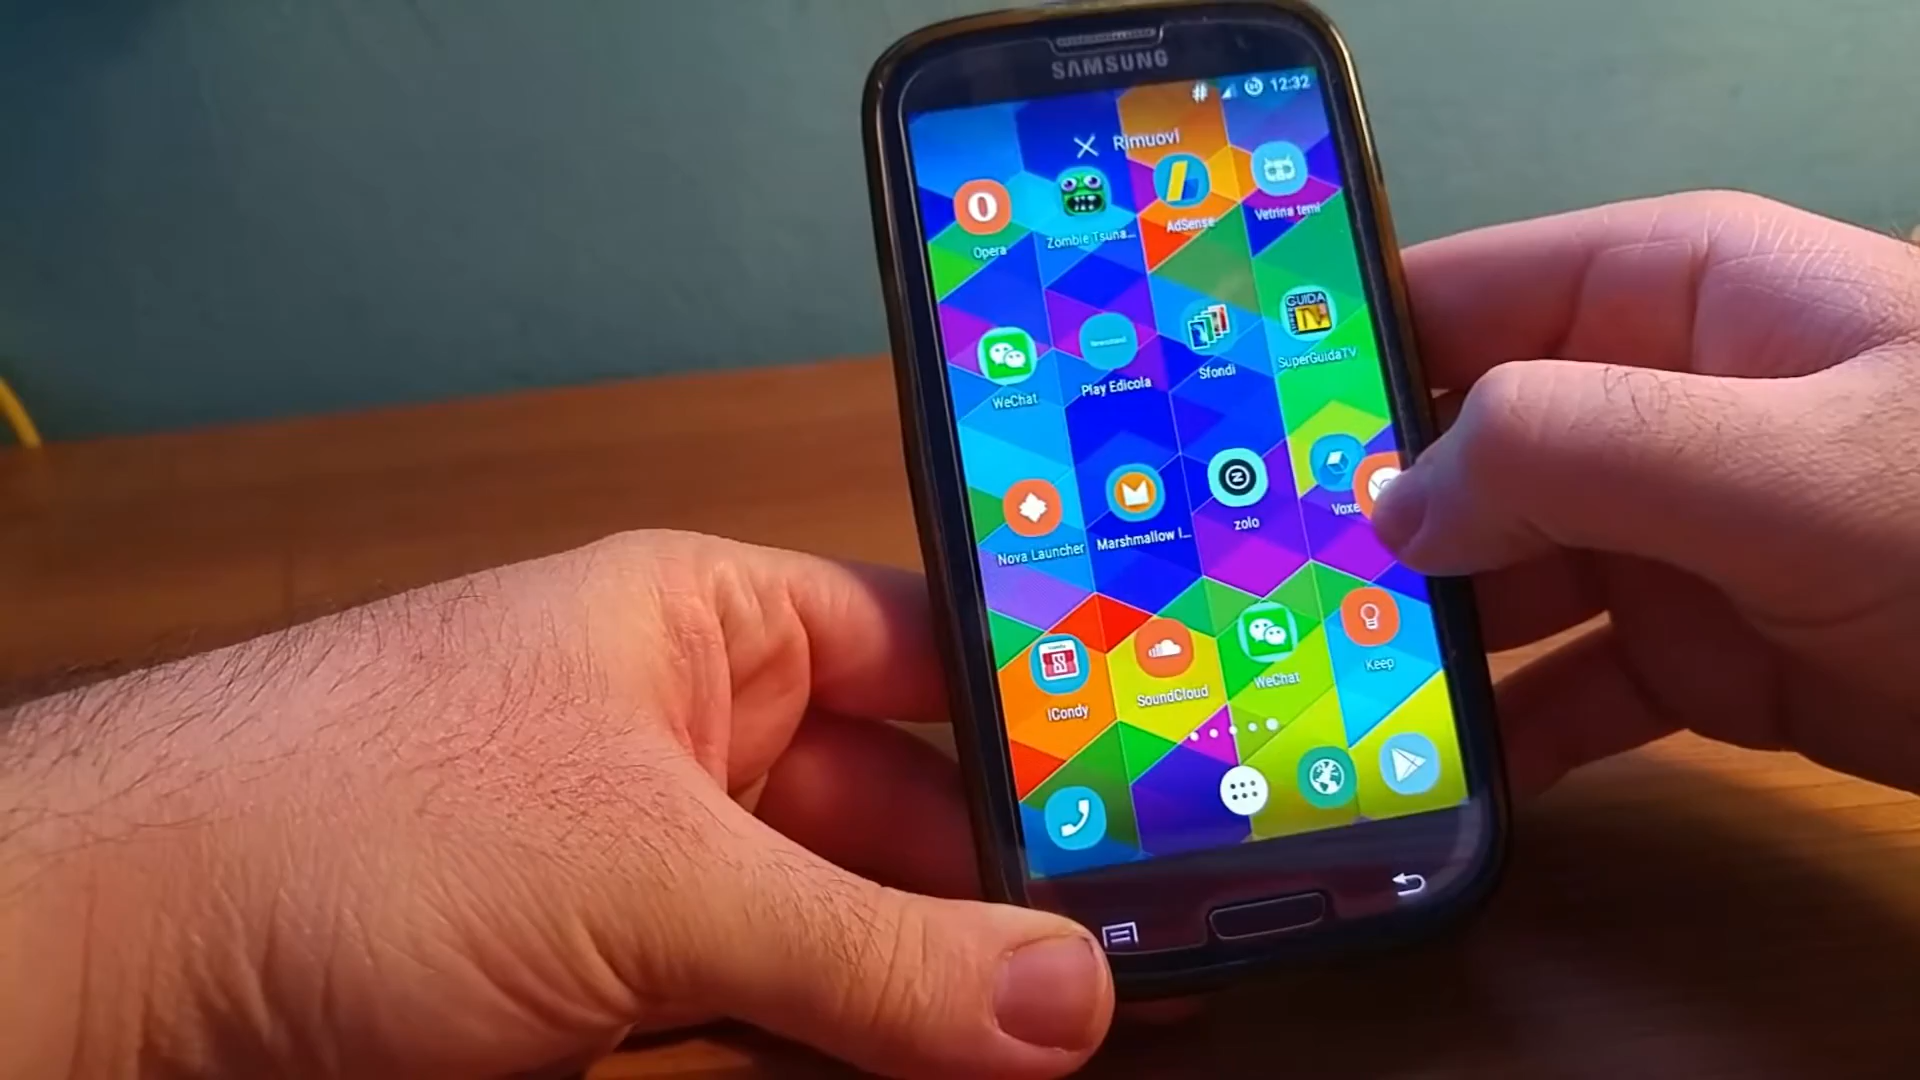 SAMSUNG
# 12:32
Rimuovi
Opera
Zombie Tsuna...
AdSense
Vetrina temi
WeChat
Play Edicola
Sfondi
GUIDA
TV
SuperGuidaTV
Nova Launcher
Marshmallow I...
zolo
Voxe
iCondy
SoundCloud
WeChat
Keep